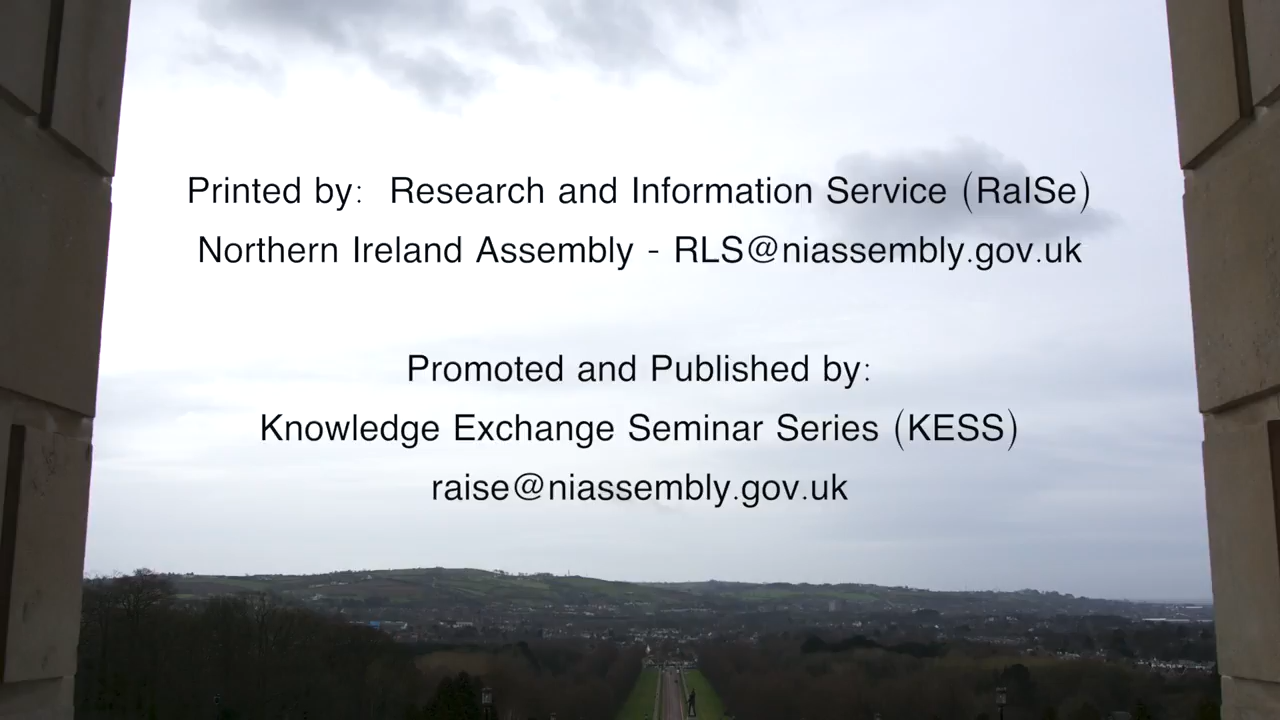 Printed by:  Research and Information Service (RaISe)
Northern Ireland Assembly - RLS@niassembly.gov.uk
Promoted and Published by:
Knowledge Exchange Seminar Series (KESS)
raise@niassembly.gov.uk